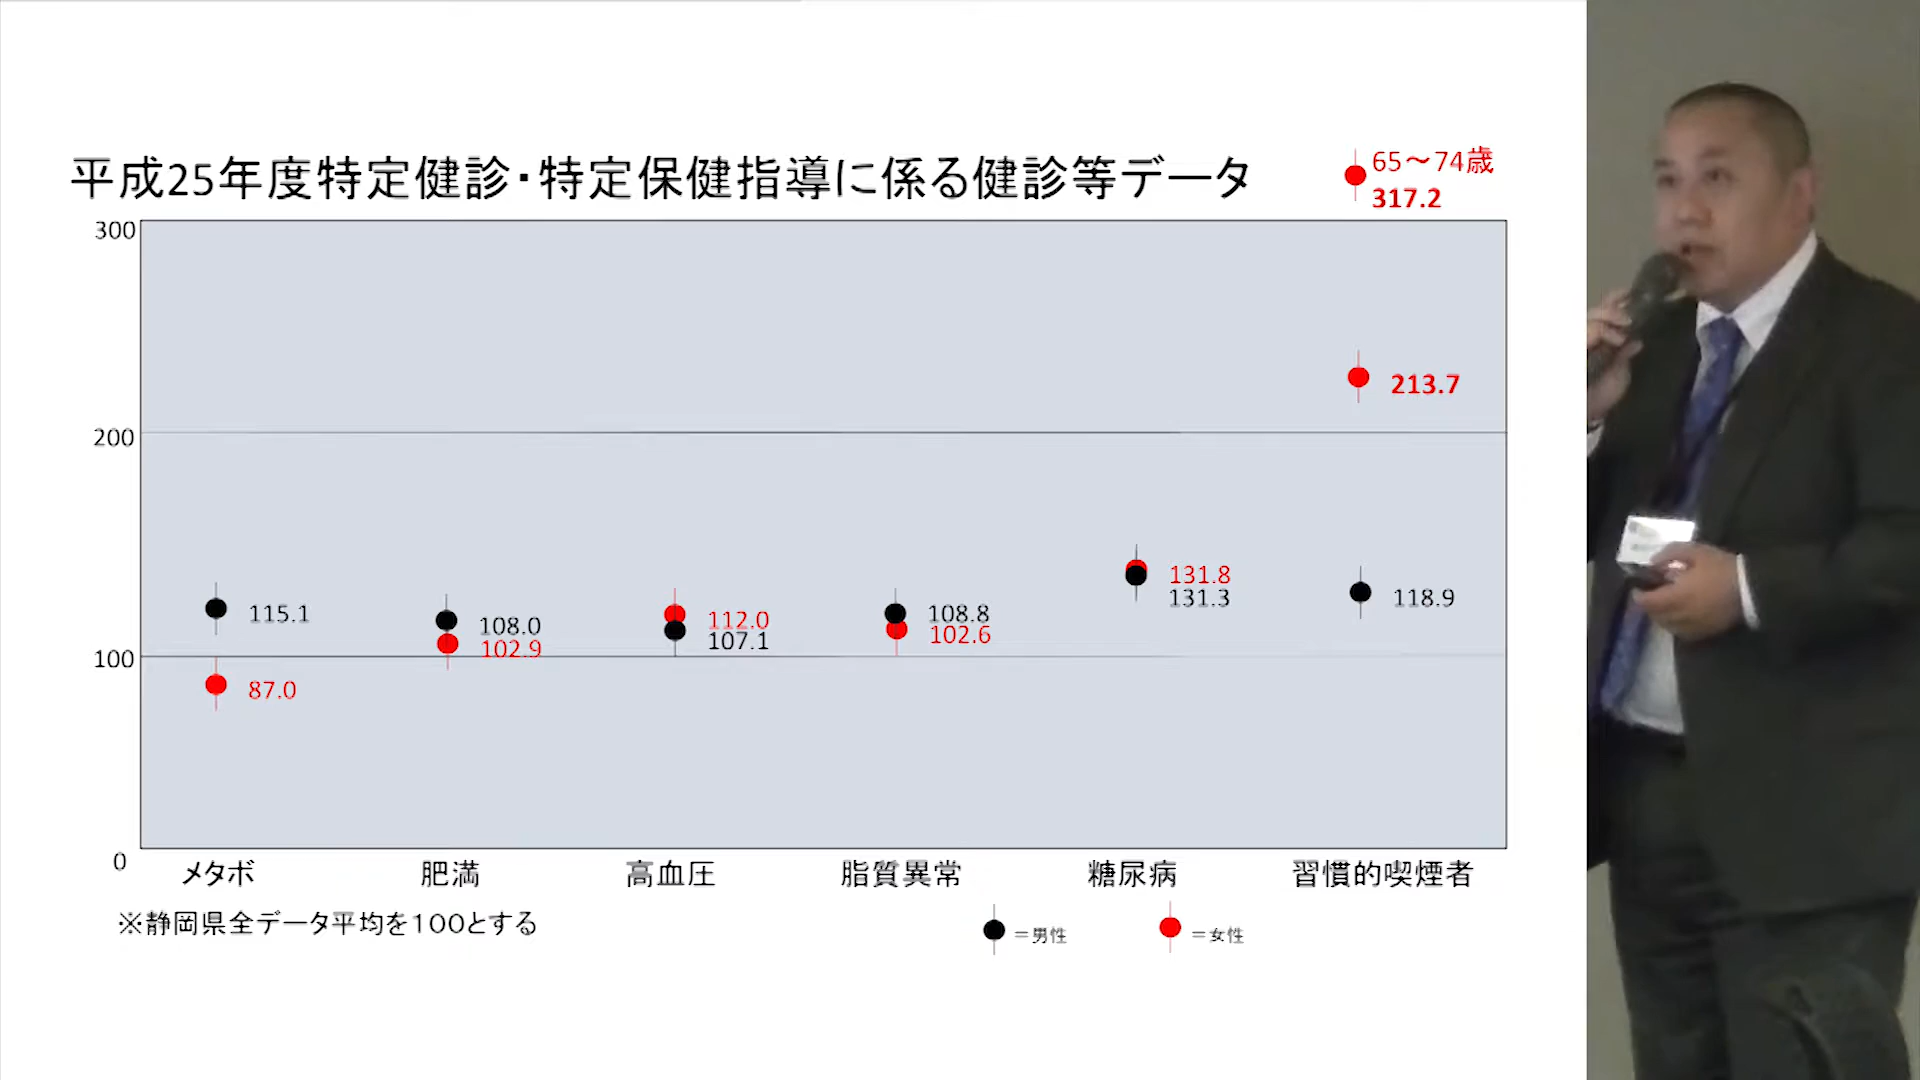 平成25年度特定健診・特定保健指導に係る健診等データ
65～74歳
317.2
300
213.7
200
131.8
131.3
118.9
115.1
108.0
102.9
112.0
107.1
108.8
102.6
100
87.0
0
メタボ
肥満
高血圧
脂質異常
糖尿病
習慣的喫煙者
※静岡県全データ平均を100とする
＝男性
＝女性